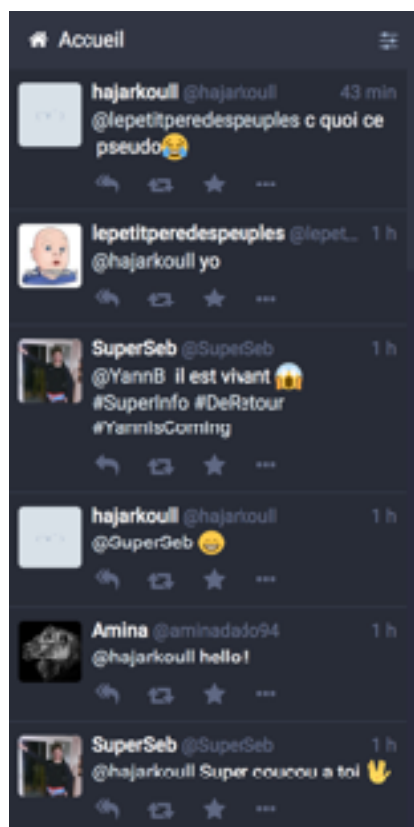 Accueil
hajarkoull @hajarkoull 43 min
@lepetitperedespeuples c quoi ce
pseudo😂
lepetitperedespeuples @lepet... 1 h
@hajarkoull yo
SuperSeb @SuperSeb 1 h
@YannB il est vivant 😱
#SuperInfo #DeRetour
#YannIsComing
hajarkoull @hajarkoull 1 h
@SuperSeb 😄
Amina @aminadado94 1 h
@hajarkoull hello!
SuperSeb @SuperSeb 1 h
@hajarkoull Super coucou a toi 🖖